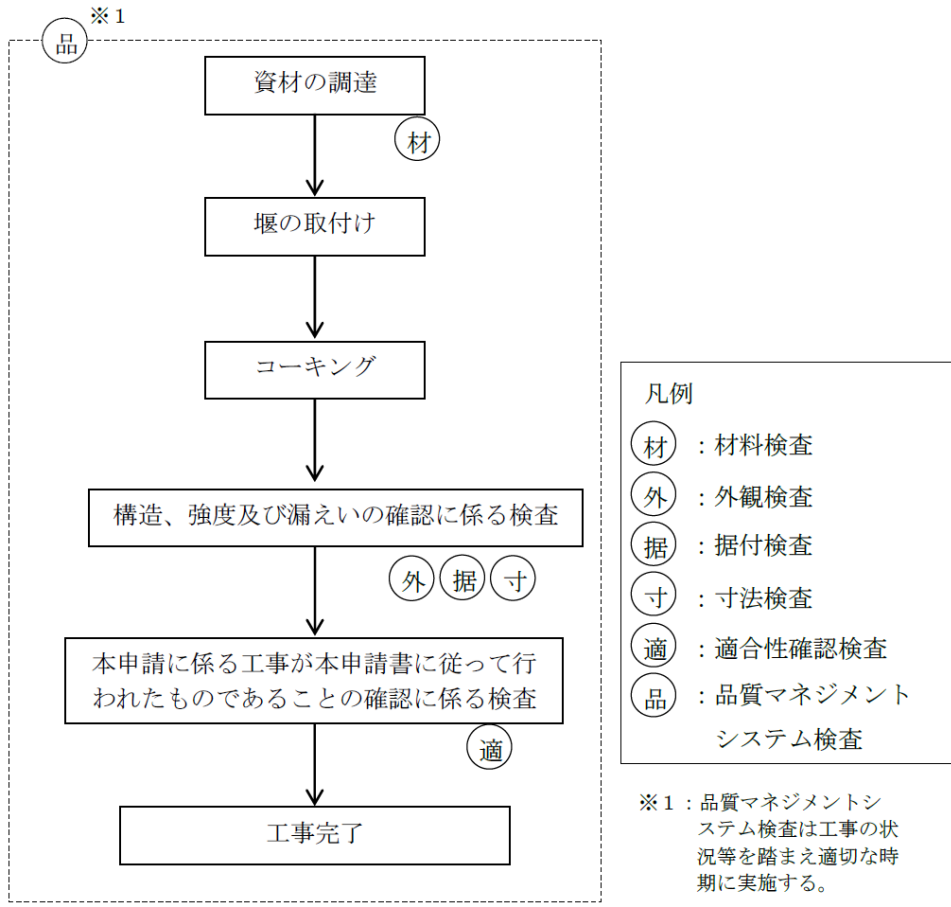 ※１
品
資材の調達
材
堰の取付け
コーキング
構造、強度及び漏えいの確認に係る検査
外 据 寸
本申請に係る工事が本申請書に従って行
われたものであることの確認に係る検査
適
工事完了
凡例
材 ：材料検査
外 ：外観検査
据 ：据付検査
寸 ：寸法検査
適 ：適合性確認検査
品 ：品質マネジメント
システム検査
※１：品質マネジメントシ
ステム検査は工事の状
況等を踏まえ適切な時
期に実施する。